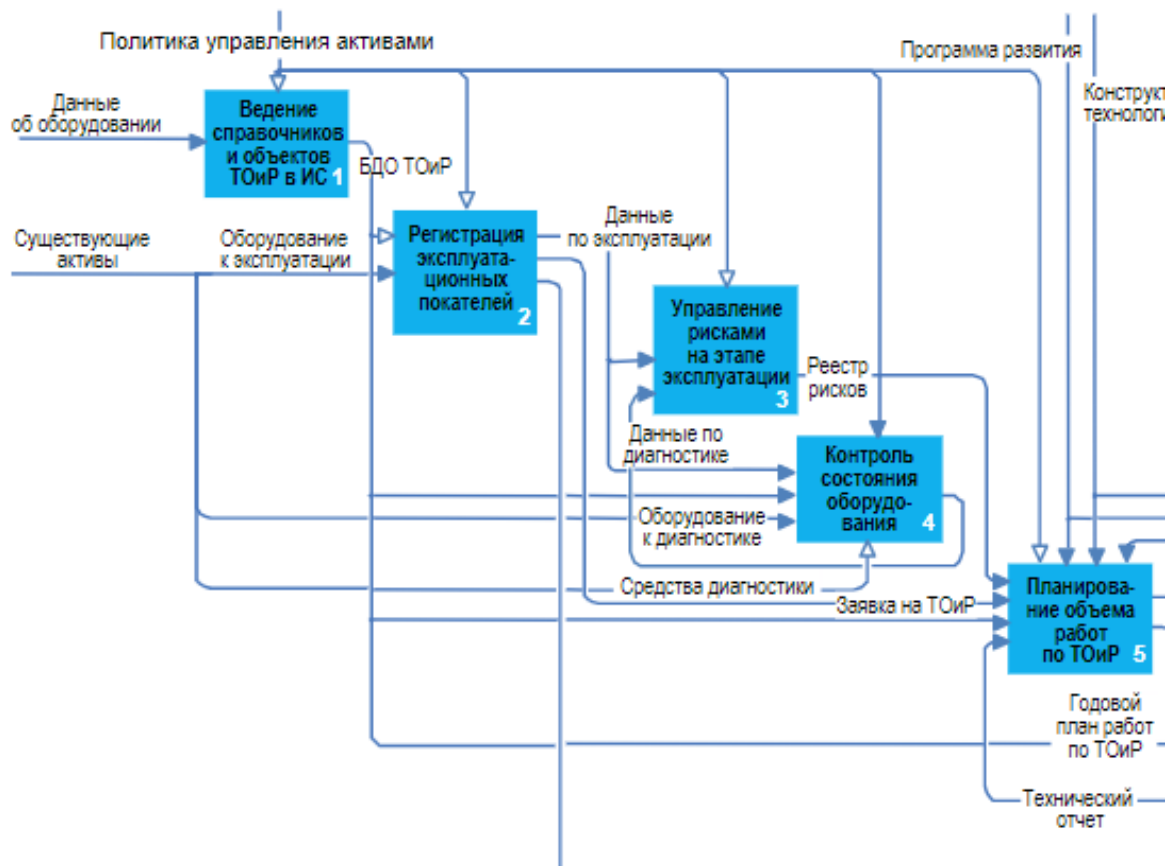 Политика управления активами
Программа развития
Данные
об оборудовании
Ведение
справочников
и объектов
ТОиР в ИС 1
Конструкт
технологи
БДО ТОиР
Существующие
активы
Оборудование
к эксплуатации
Регистрация
эксплуата-
ционных
покателей 2
Данные
по эксплуатации
Управление
рисками
на этапе
эксплуатации 3
Реестр
рисков
Данные по
диагностике
Контроль
состояния
оборудо-
вания 4
Оборудование
к диагностике
Средства диагностики
Заявка на ТОиР
Планирова-
ние объема
работ
по ТОиР 5
Годовой
план работ
по ТОиР
Технический
отчет